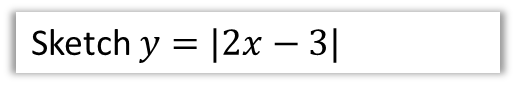 Sketch y = |2x − 3|